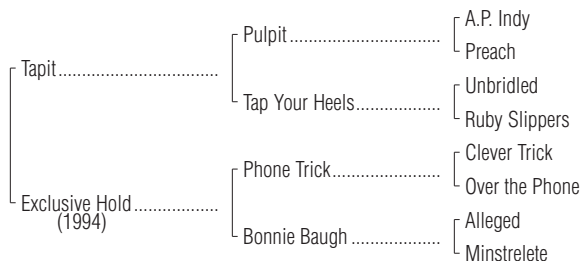 A.P. Indy
Pulpit
Preach
Tapit
Unbridled
Tap Your Heels
Ruby Slippers
Clever Trick
Phone Trick
Over the Phone
Exclusive Hold
(1994)
Alleged
Bonnie Baugh
Minstrelete